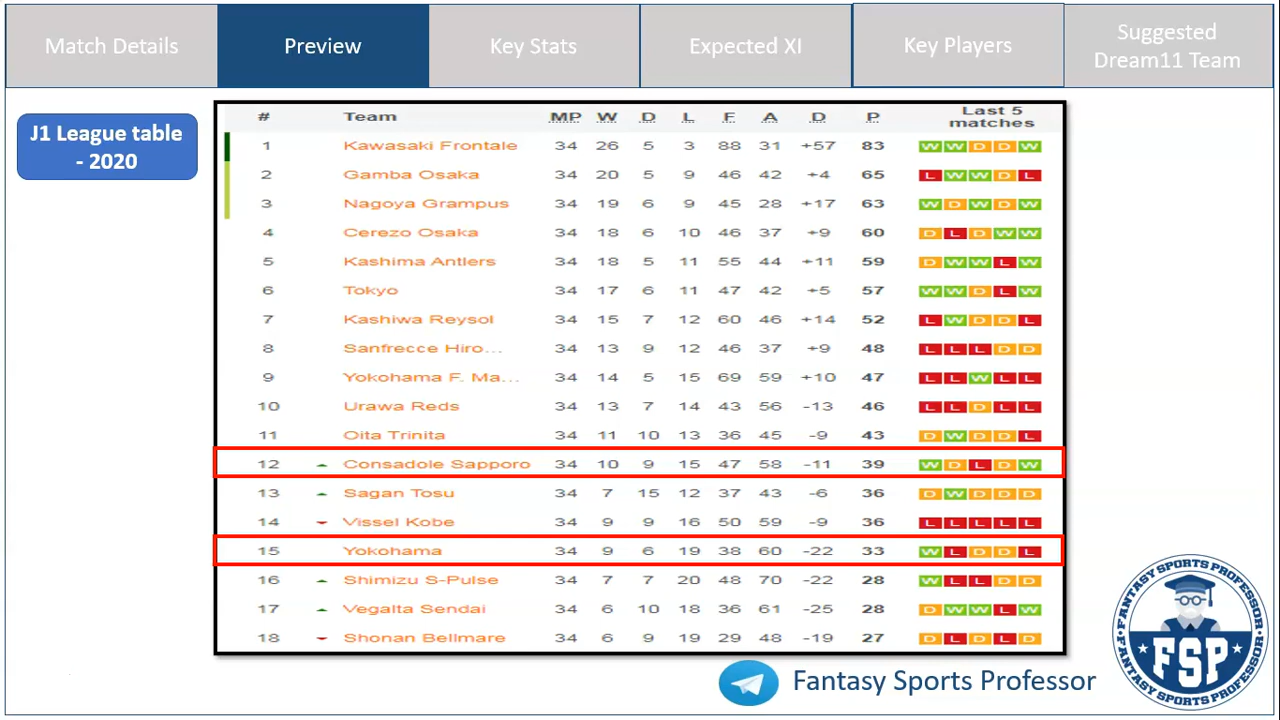 Match Details
Preview
Key Stats
Expected XI
Key Players
Suggested
Dream11 Team
J1 League table
- 2020
# Team MP W D L F A D P Last 5 matches
1 Kawasaki Frontale 34 26 5 3 88 31 +57 83 W W D D W
2 Gamba Osaka 34 20 5 9 46 42 +4 65 L W W D L
3 Nagoya Grampus 34 19 6 9 45 28 +17 63 W D W D W
4 Cerezo Osaka 34 18 6 10 46 37 +9 60 D L D W W
5 Kashima Antlers 34 18 5 11 55 44 +11 59 D W W L W
6 Tokyo 34 17 6 11 47 42 +5 57 W W D L W
7 Kashiwa Reysol 34 15 7 12 60 46 +14 52 L W D D L
8 Sanfrecce Hiro... 34 13 9 12 46 37 +9 48 L L L D D
9 Yokohama F. Ma... 34 14 5 15 69 59 +10 47 L L W L L
10 Urawa Reds 34 13 7 14 43 56 -13 46 L L D L L
11 Oita Trinita 34 11 10 13 36 45 -9 43 D W D D L
12 Consadole Sapporo 34 10 9 15 47 58 -11 39 W D L D W
13 Sagan Tosu 34 7 15 12 37 43 -6 36 D W D D D
14 Vissel Kobe 34 9 9 16 50 59 -9 36 L L L L L
15 Yokohama 34 9 6 19 38 60 -22 33 W L D D L
16 Shimizu S-Pulse 34 7 7 20 48 70 -22 28 W L L D D
17 Vegalta Sendai 34 6 10 18 36 61 -25 28 D W W L W
18 Shonan Bellmare 34 6 9 19 29 48 -19 27 D L D L D
Fantasy Sports Professor
FANTASY SPORTS PROFESSOR
FANTASY SPORTS PROFESSOR
FSP